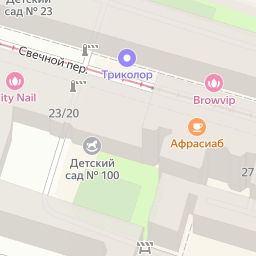 Детский
сад № 23
Свечной пер.
Триколор
ity Nail
Browvip
23/20
Афрасиаб
Детский
сад № 100
27